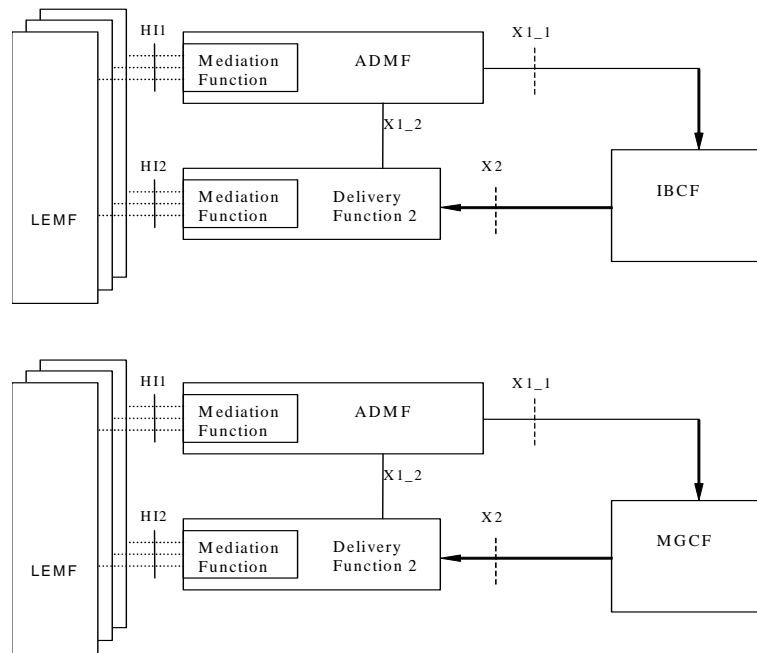 HI1
X1_1
Mediation
Function
ADMF
X1_2
HI2
X2
Mediation
Function
Delivery
Function 2
IBCF
LEMF
HI1
X1_1
Mediation
Function
ADMF
X1_2
HI2
X2
Mediation
Function
Delivery
Function 2
MGCF
LEMF